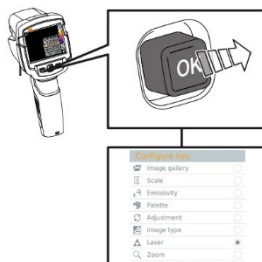 OK
Configure key
Image gallery
Scale
Emissivity
Palette
Adjustment
Image type
Laser
Zoom